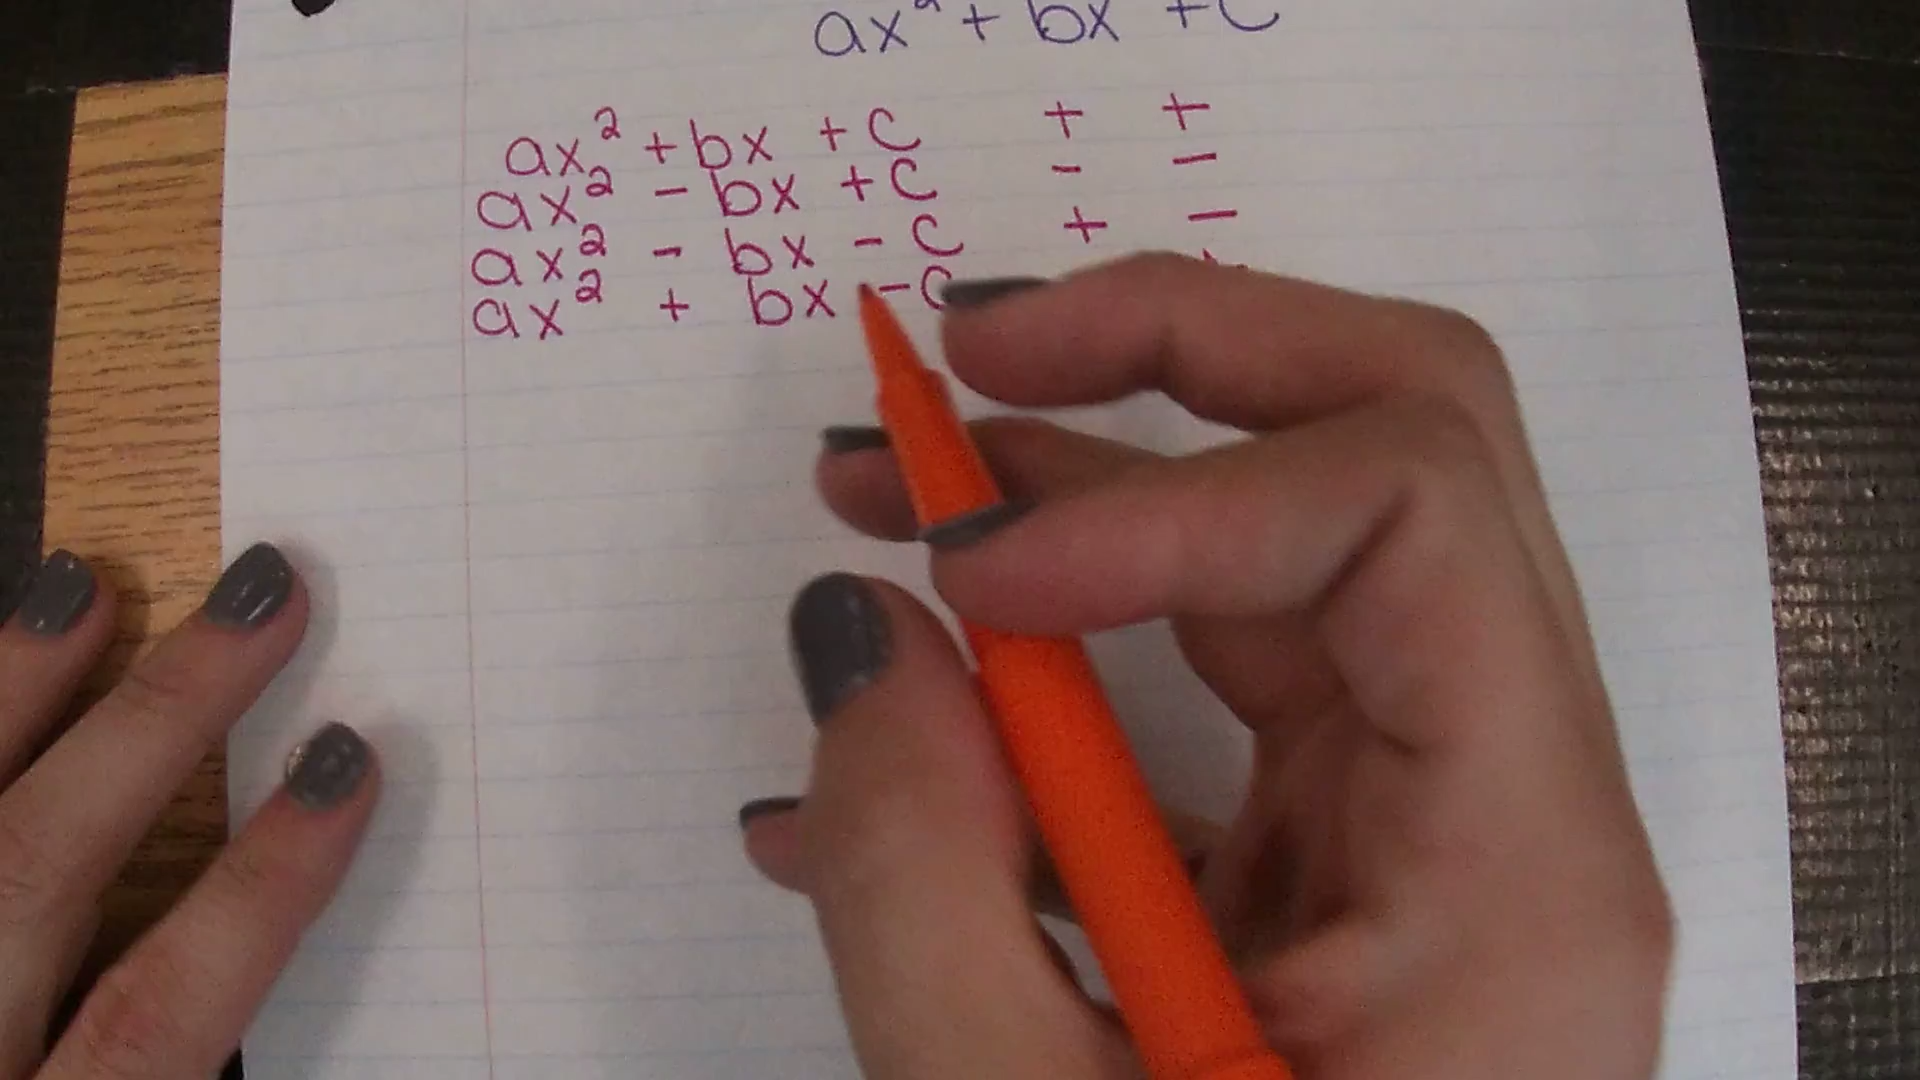 ax² + bx + c
ax² + bx + c + +
ax² - bx + c - -
ax² - bx - c + -
ax² + bx - c